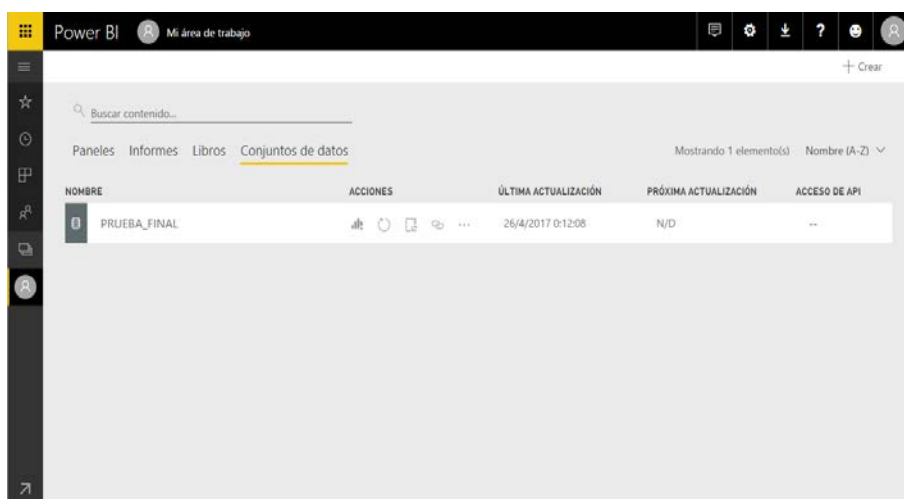 Power BI Mi área de trabajo ?
Crear
Buscar contenido...
Paneles Informes Libros Conjuntos de datos Mostrando 1 elemento(s) Nombre (A-Z)
NOMBRE ACCIONES ÚLTIMA ACTUALIZACIÓN PRÓXIMA ACTUALIZACIÓN ACCESO DE API
PRUEBA_FINAL ... 26/4/2017 0:12:08 N/D --